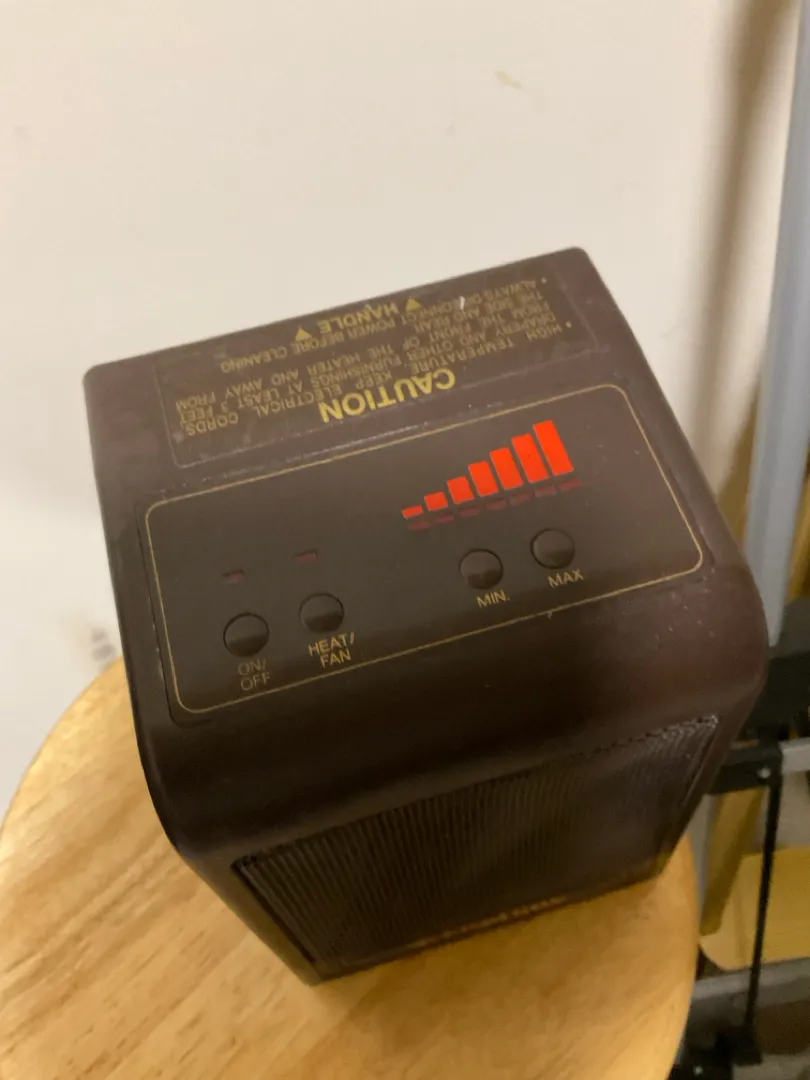 CAUTION
• HIGH TEMPERATURE, KEEP ELECTRICAL CORDS,
DRAPERY AND OTHER FURNISHINGS AT LEAST 3 FEET
FROM THE FRONT OF THE HEATER AND AWAY FROM
THE SIDE AND REAR.
• ALWAYS DISCONNECT POWER BEFORE CLEANING
HANDLE
ON/
OFF
HEAT/
FAN
MIN.
MAX